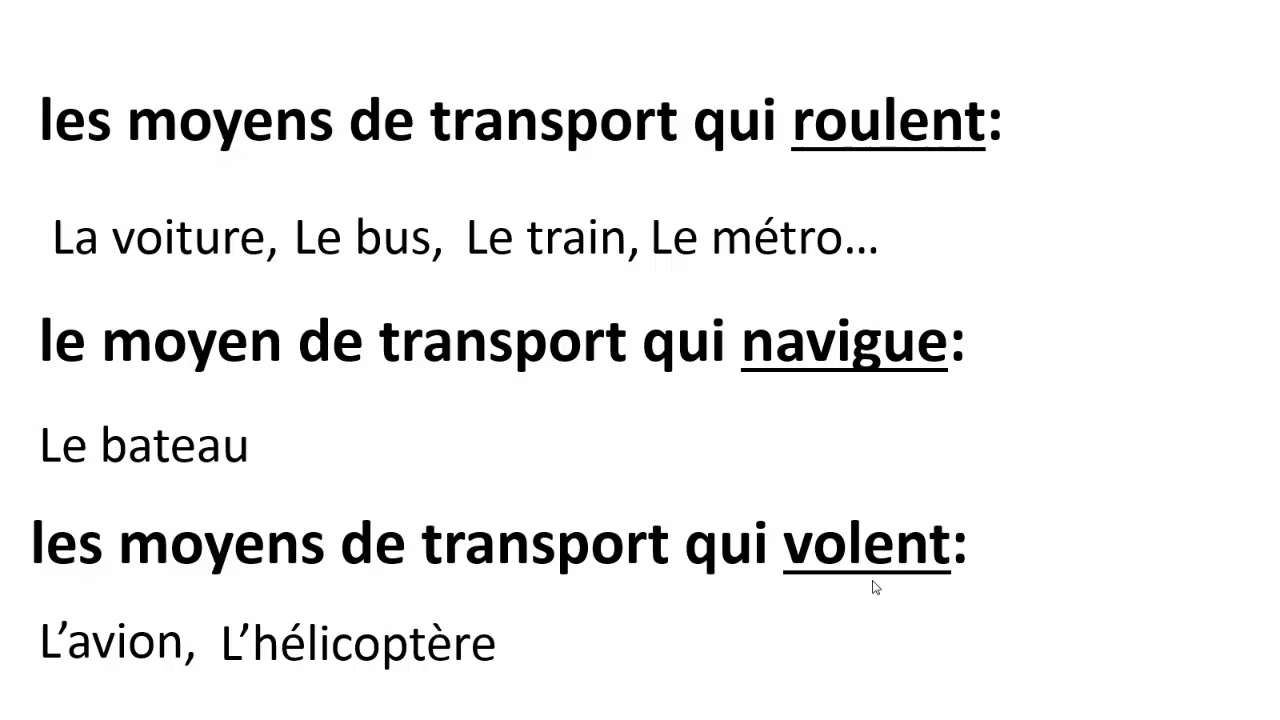 les moyens de transport qui roulent:
La voiture, Le bus, Le train, Le métro...
le moyen de transport qui navigue:
Le bateau
les moyens de transport qui volent:
L’avion, L’hélicoptère